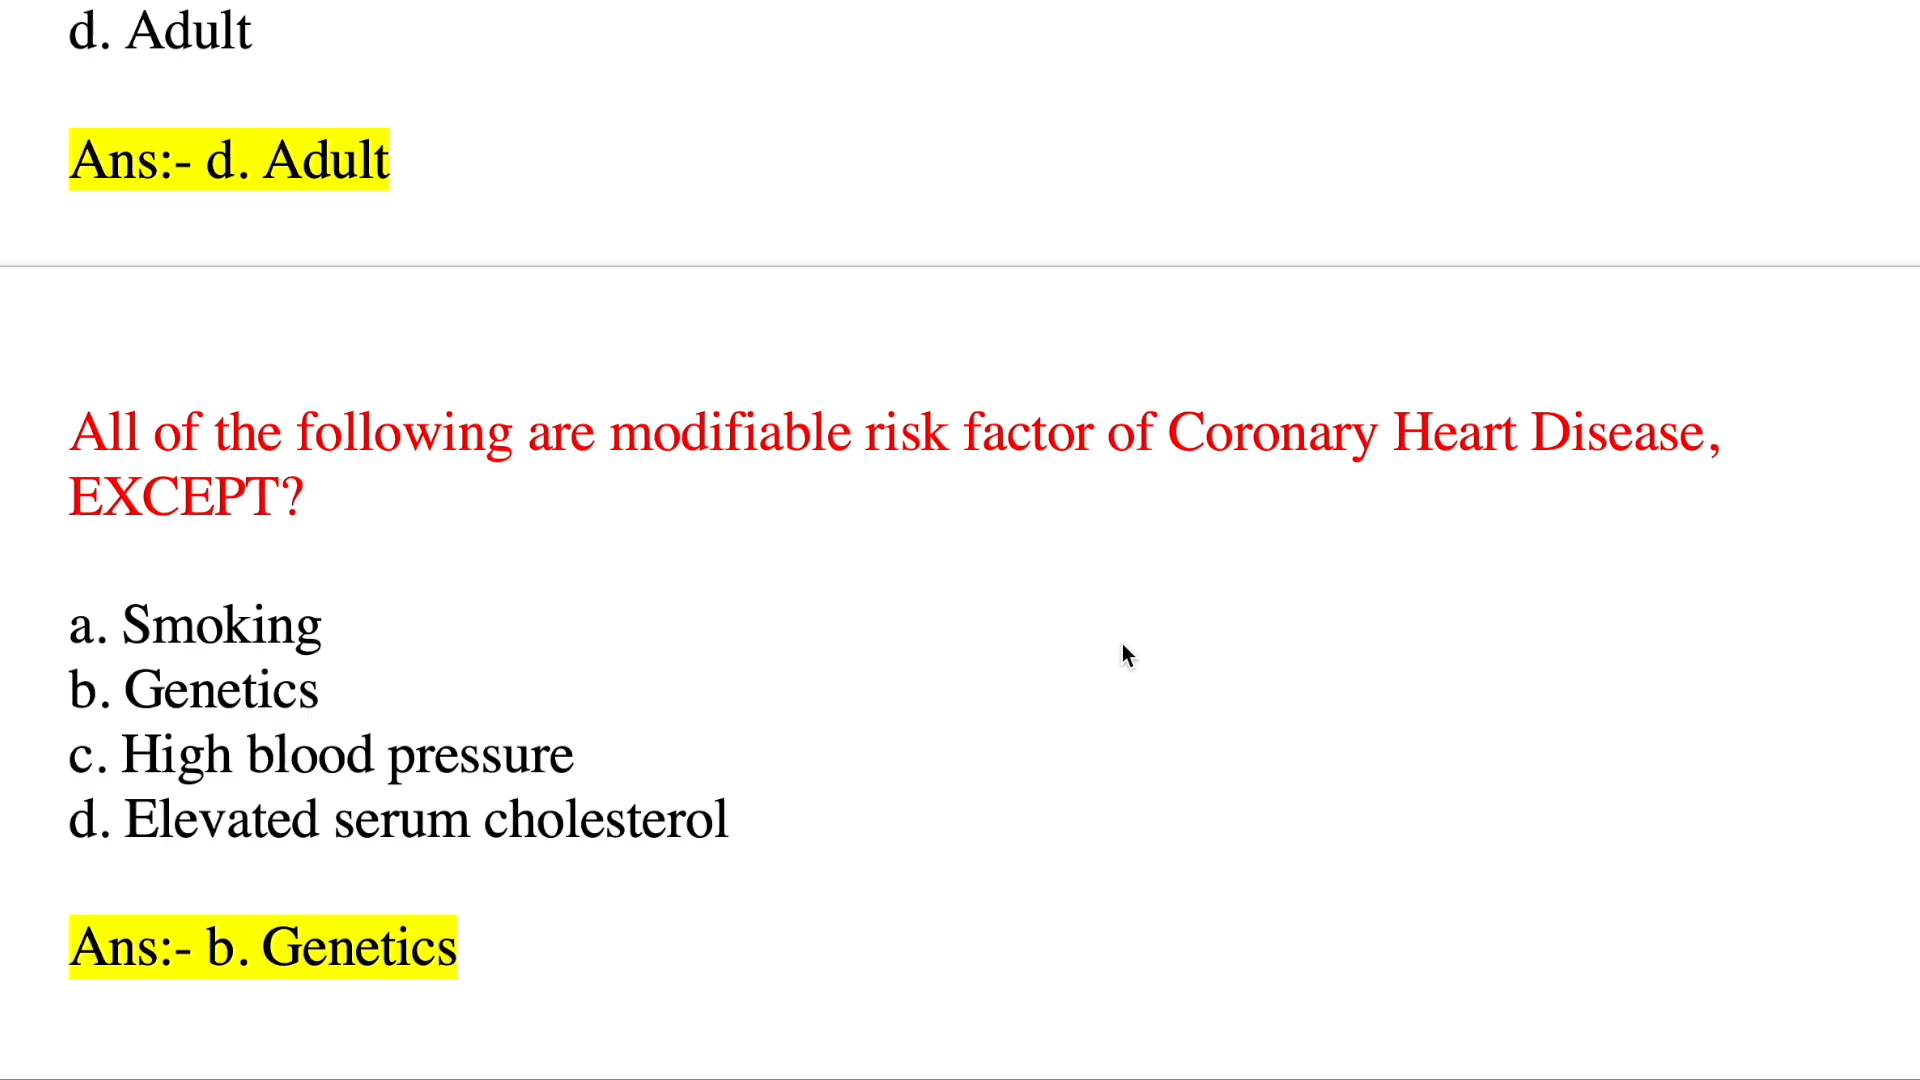 d. Adult
Ans:- d. Adult
All of the following are modifiable risk factor of Coronary Heart Disease,
EXCEPT?
a. Smoking
b. Genetics
c. High blood pressure
d. Elevated serum cholesterol
Ans:- b. Genetics